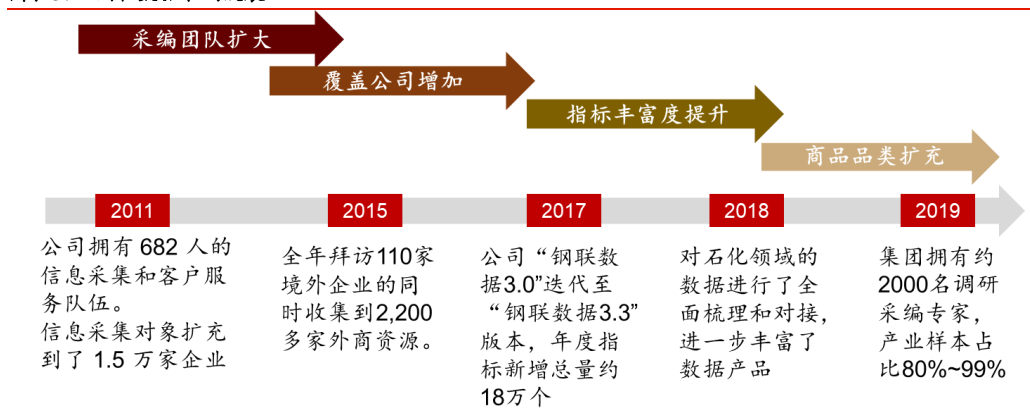 采编团队扩大
覆盖公司增加
指标丰富度提升
商品品类扩充
2011
2015
2017
2018
2019
公司拥有 682 人的
信息采集和客户服
务队伍。
信息采集对象扩充
到了 1.5 万家企业
全年拜访110家
境外企业的同
时收集到2,200
多家外商资源。
公司“钢联数
据3.0”迭代至
“钢联数据3.3”
版本，年度指
标新增总量约
18万个
对石化领域的
数据进行了全
面梳理和对接，
进一步丰富了
数据产品
集团拥有约
2000名调研
采编专家，
产业样本占
比80%~99%